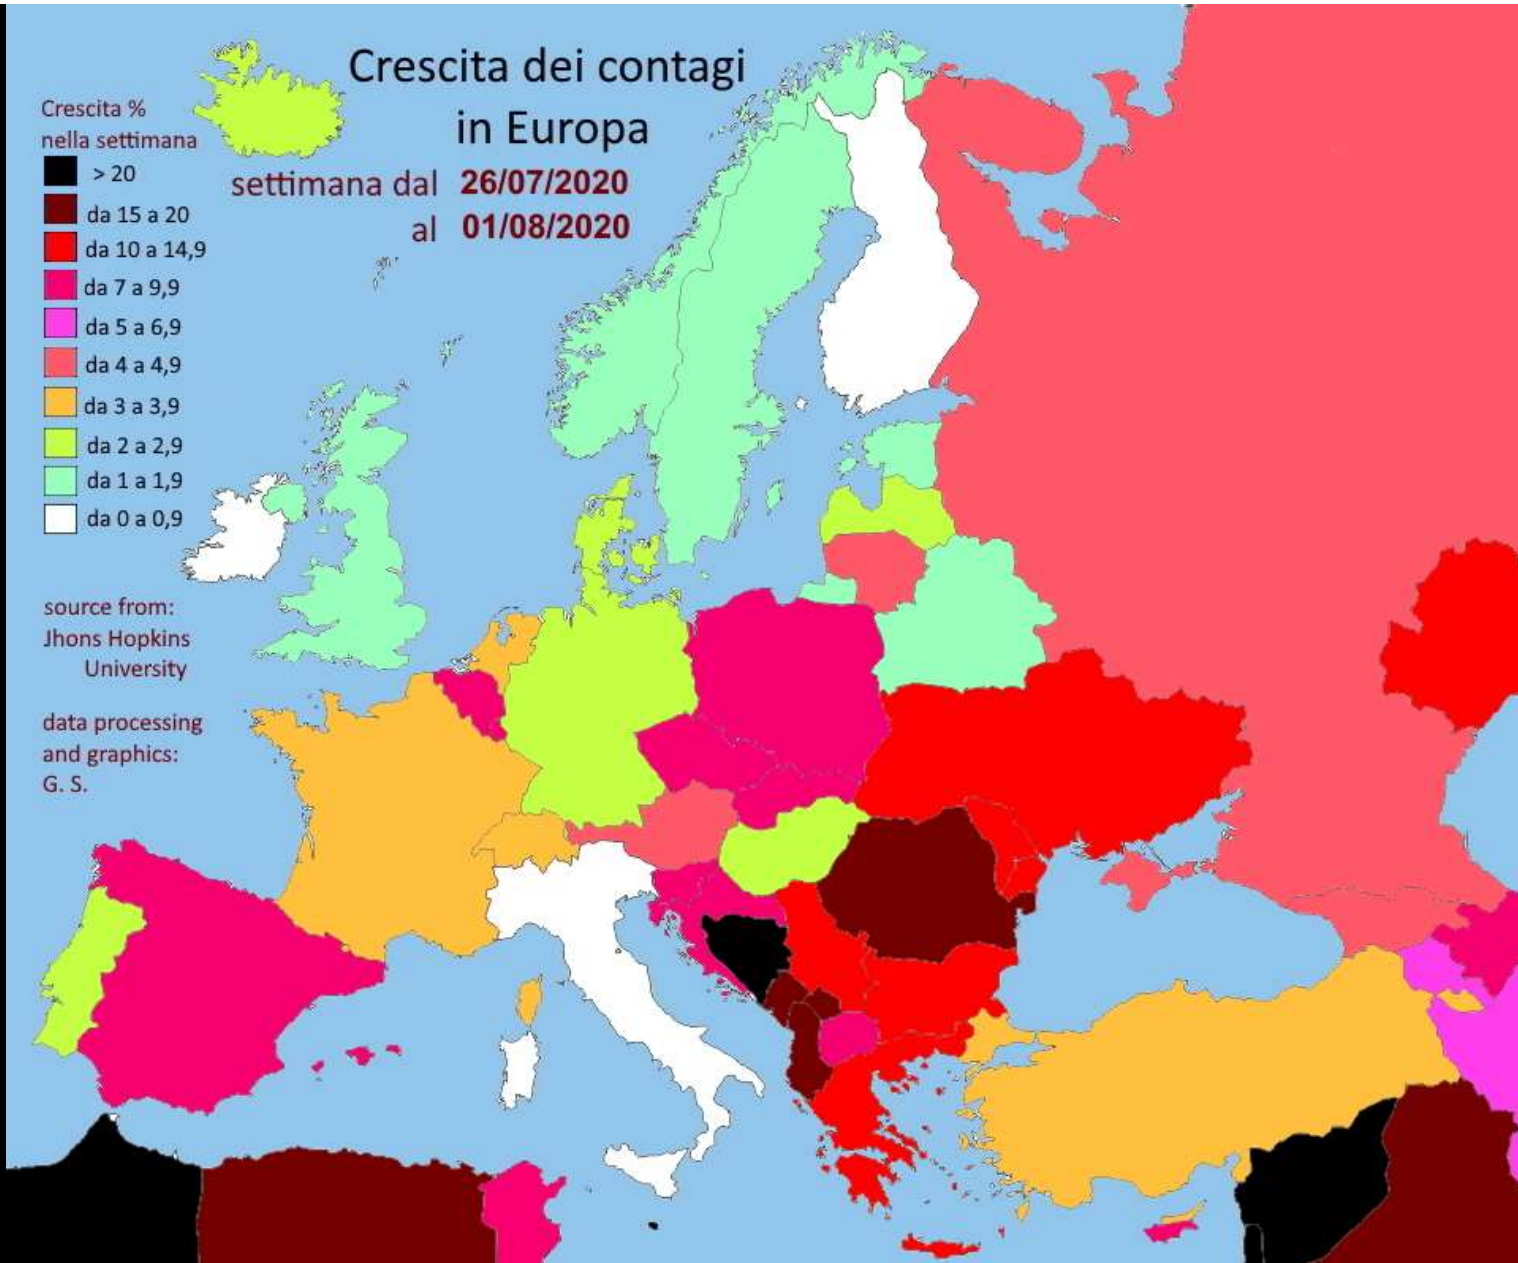 Crescita dei contagi
in Europa
settimana dal 26/07/2020
al 01/08/2020
Crescita %
nella settimana
> 20
da 15 a 20
da 10 a 14,9
da 7 a 9,9
da 5 a 6,9
da 4 a 4,9
da 3 a 3,9
da 2 a 2,9
da 1 a 1,9
da 0 a 0,9
source from:
Jhons Hopkins
University
data processing
and graphics:
G. S.